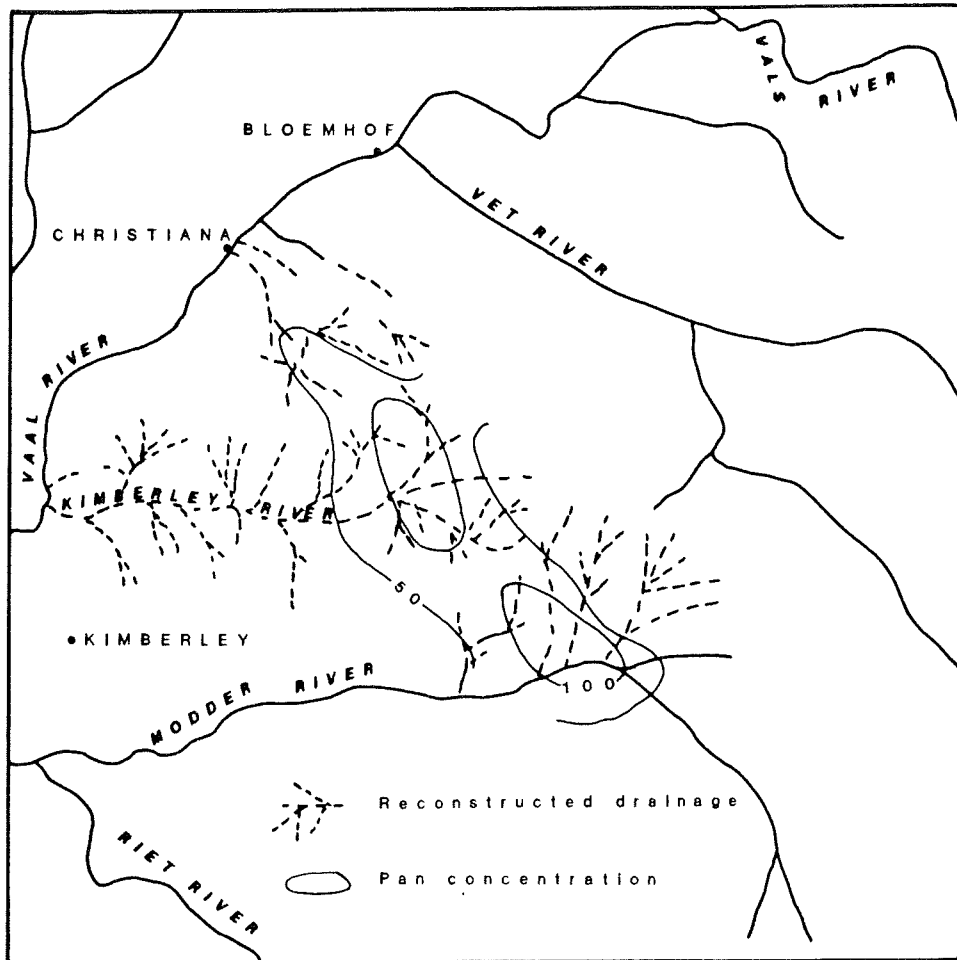 VALS RIVER
BLOEMHOF
VET RIVER
CHRISTIANA
VAAL RIVER
KIMBERLEY RIVER
50
KIMBERLEY
MODDER RIVER
100
Reconstructed drainage
RIET RIVER
Pan concentration